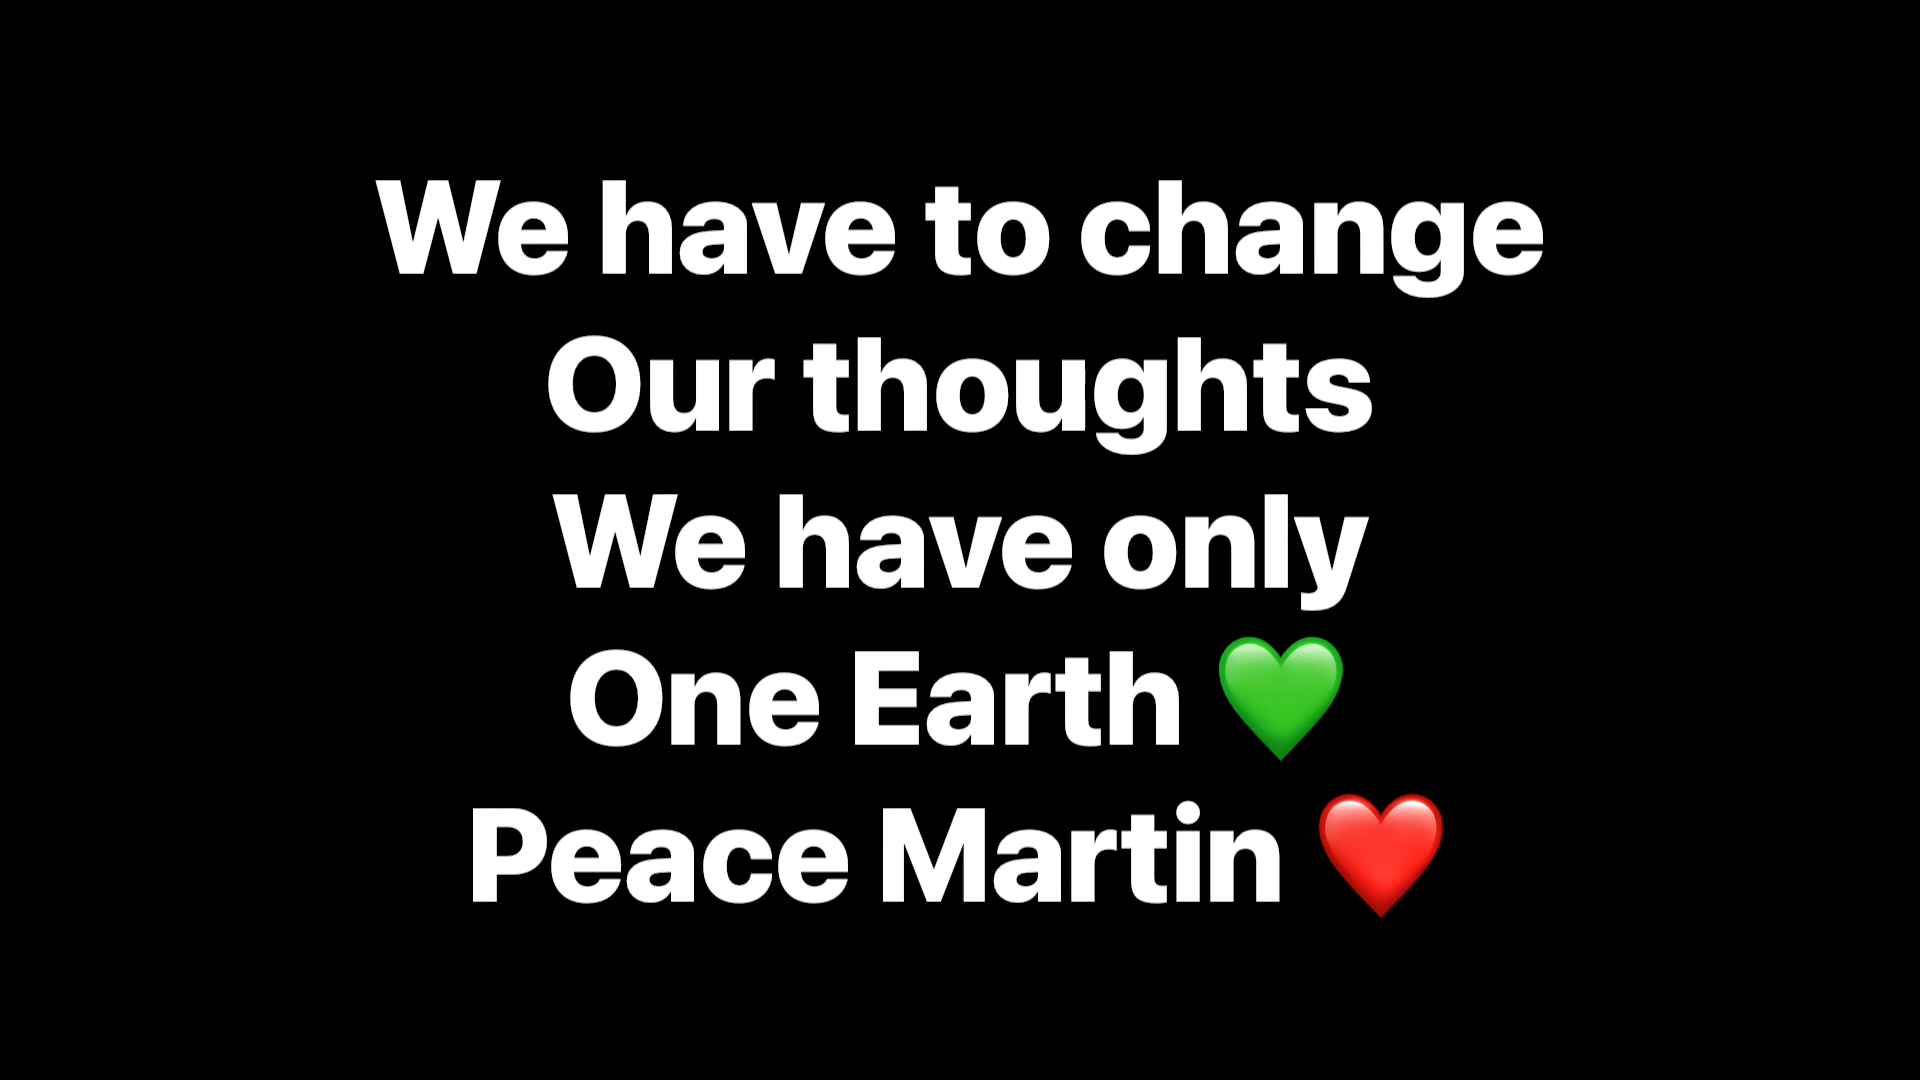 We have to change
Our thoughts
We have only
One Earth 💚
Peace Martin ❤️